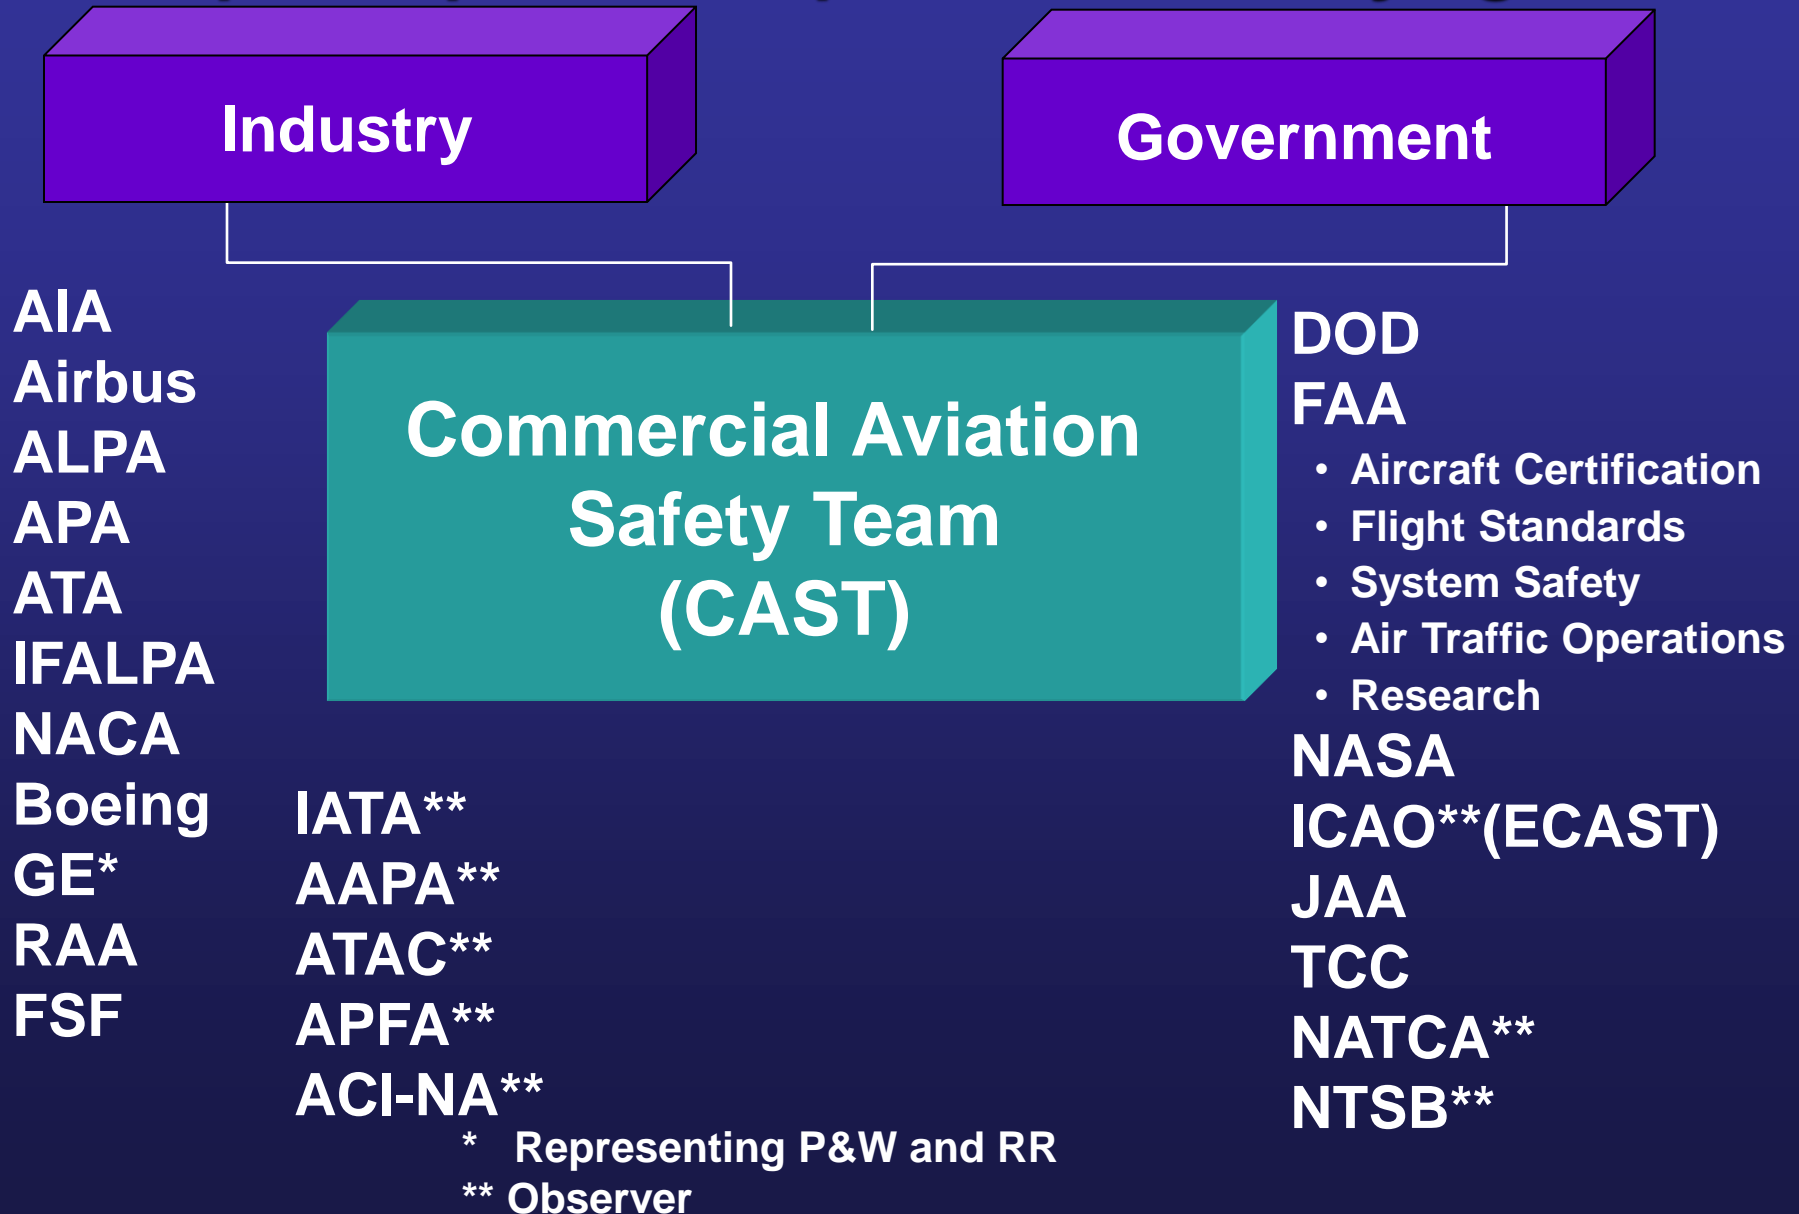 Industry
Government
AIA
Airbus
ALPA
APA
ATA
IFALPA
NACA
Boeing
GE*
RAA
FSF
Commercial Aviation
Safety Team
(CAST)
IATA**
AAPA**
ATAC**
APFA**
ACI-NA**
DOD
FAA
• Aircraft Certification
• Flight Standards
• System Safety
• Air Traffic Operations
• Research
NASA
ICAO**(ECAST)
JAA
TCC
NATCA**
NTSB**
* Representing P&W and RR
** Observer